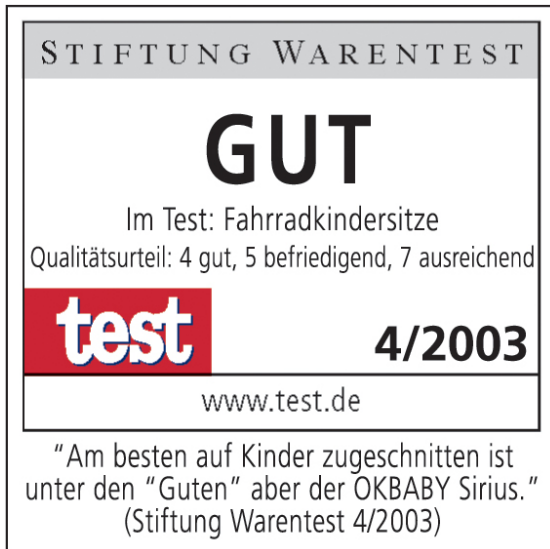 STIFTUNG WARENTEST
GUT
Im Test: Fahrradkindersitze
Qualitätsurteil: 4 gut, 5 befriedigend, 7 ausreichend
test
4/2003
www.test.de
“Am besten auf Kinder zugeschnitten ist
unter den “Guten” aber der OKBABY Sirius.”
(Stiftung Warentest 4/2003)